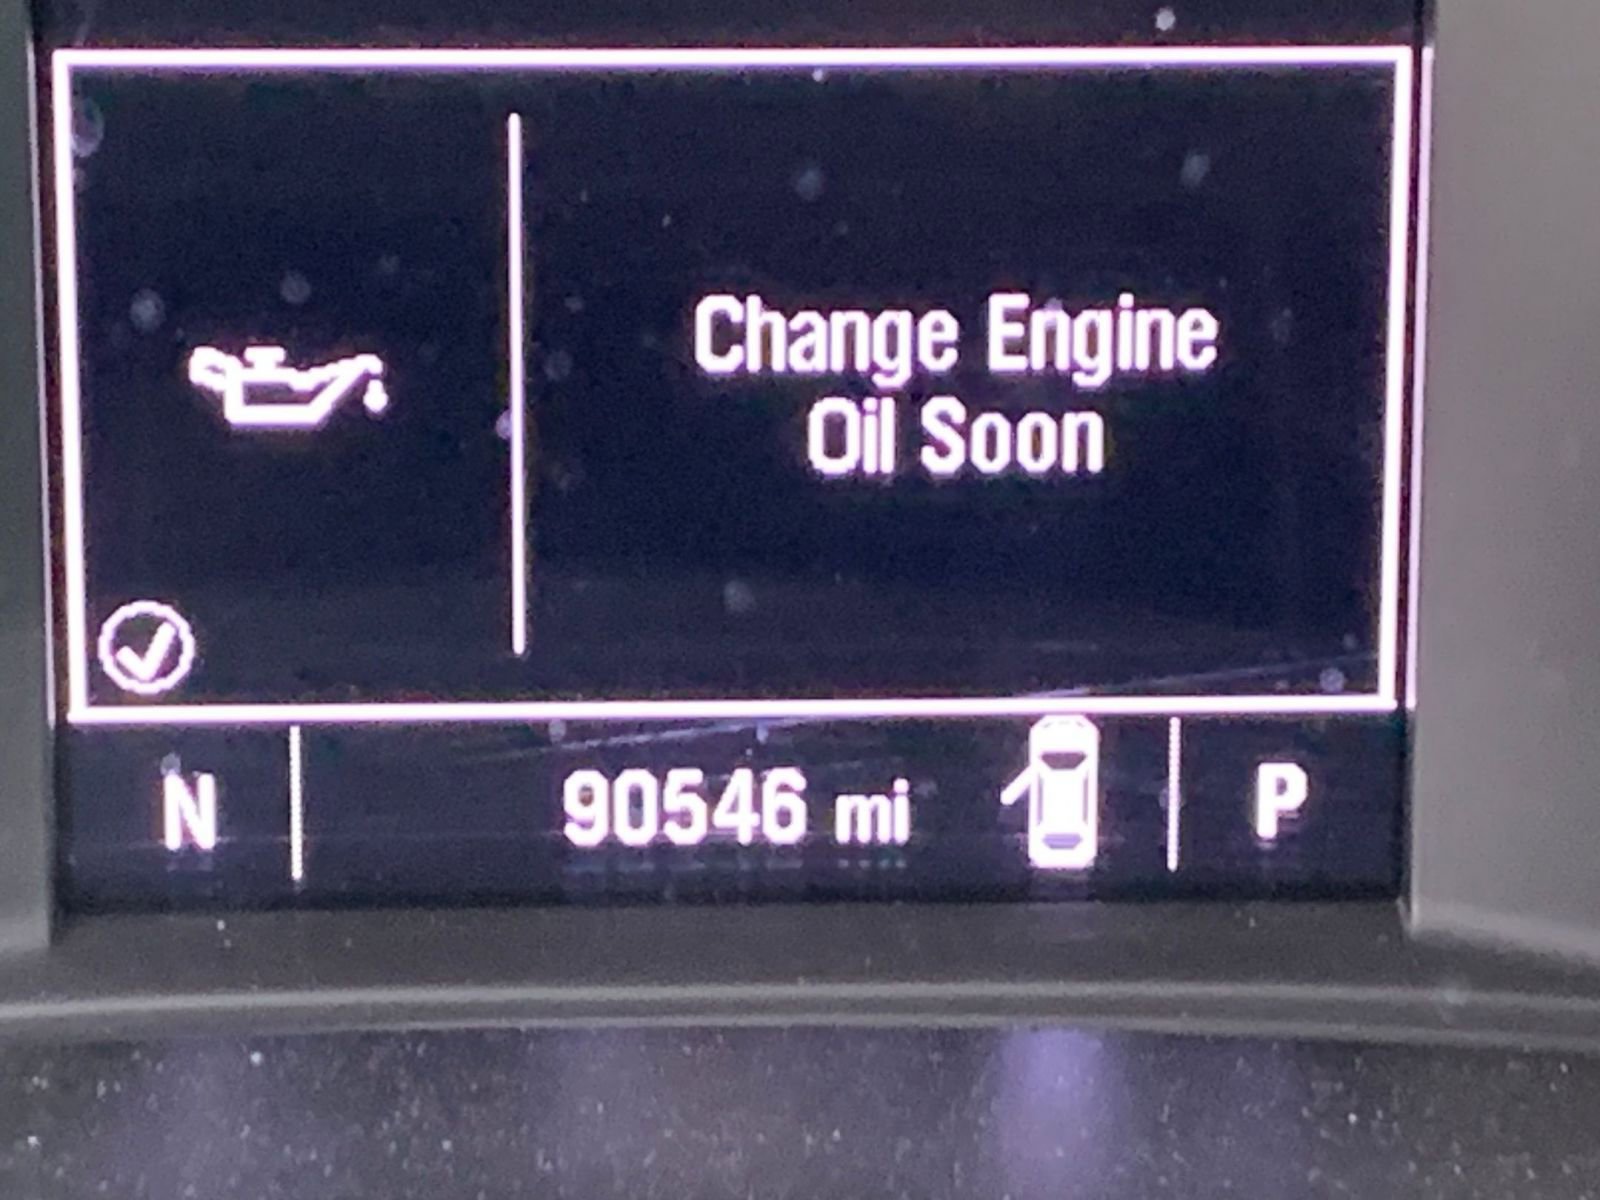 Change Engine
Oil Soon
N 90546 mi P